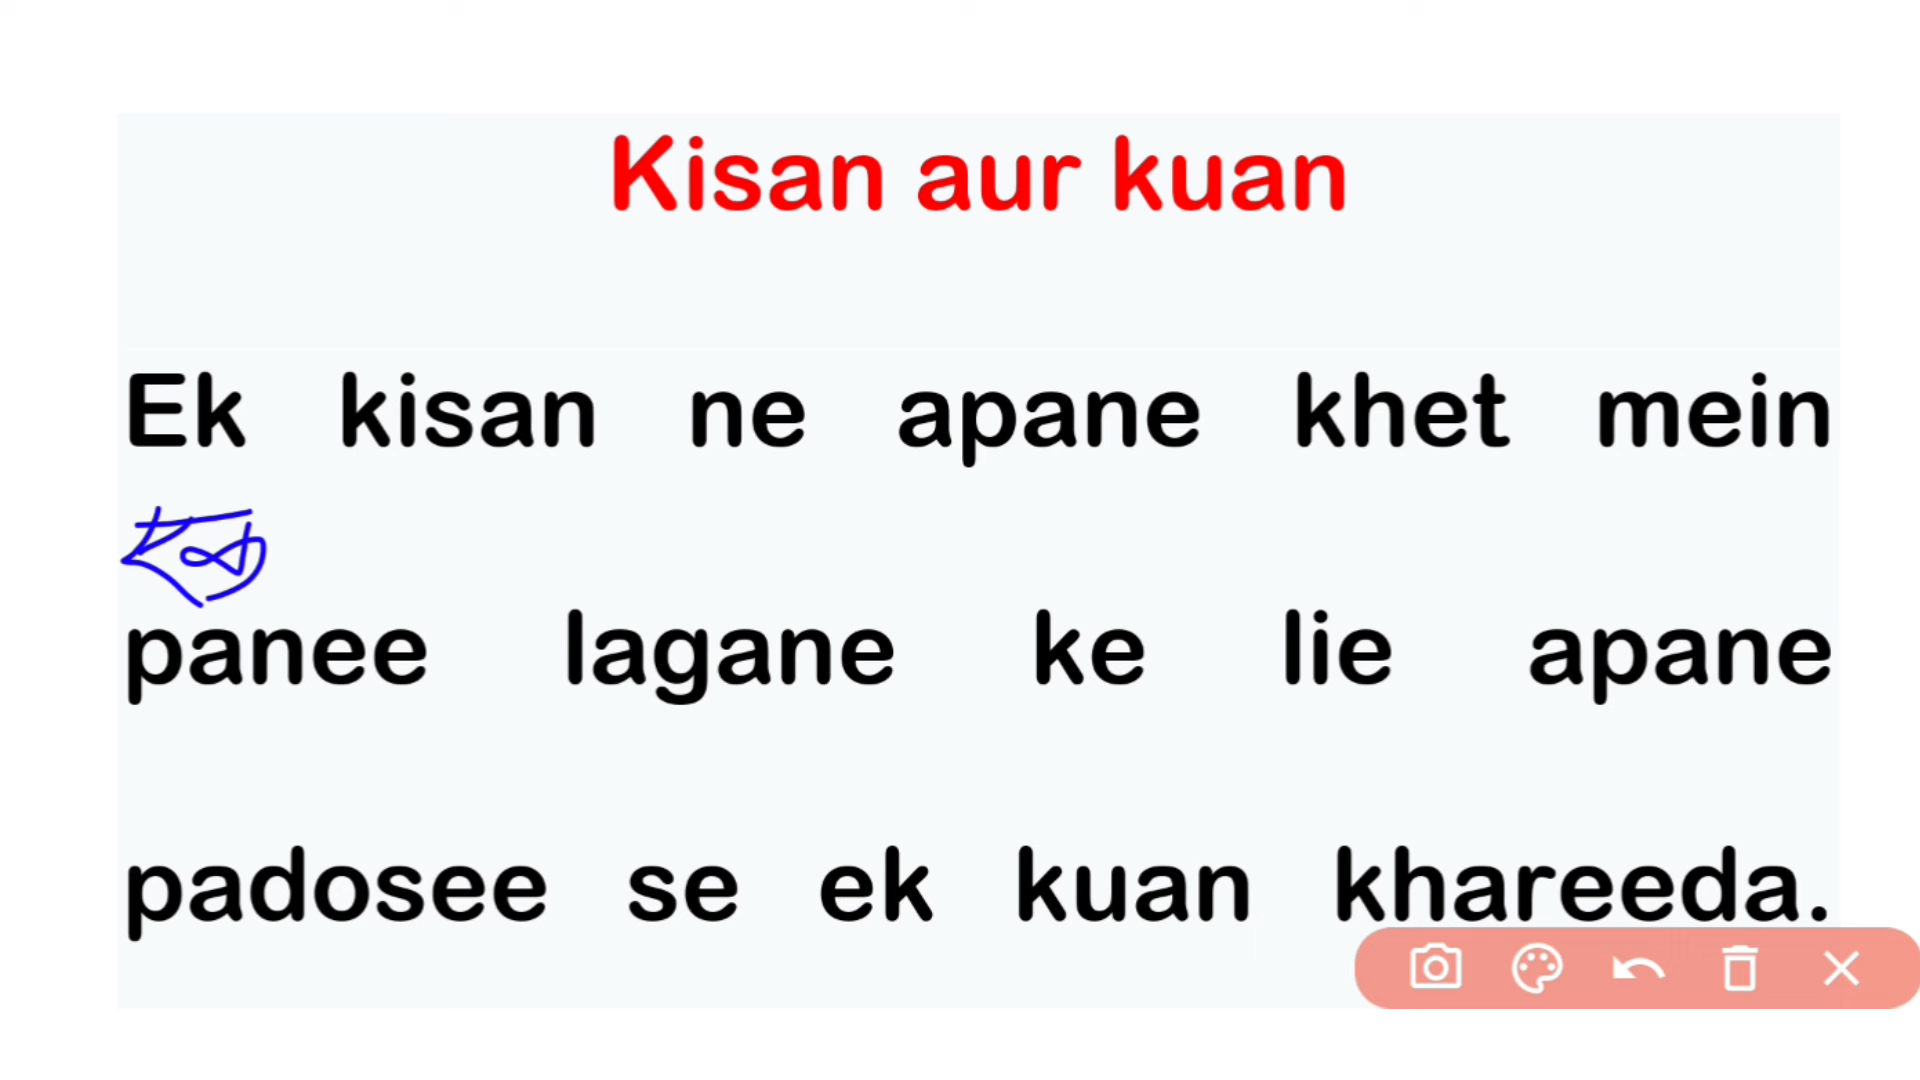 Kisan aur kuan
Ek kisan ne apane khet mein
panee lagane ke lie apane
padosee se ek kuan khareeda.